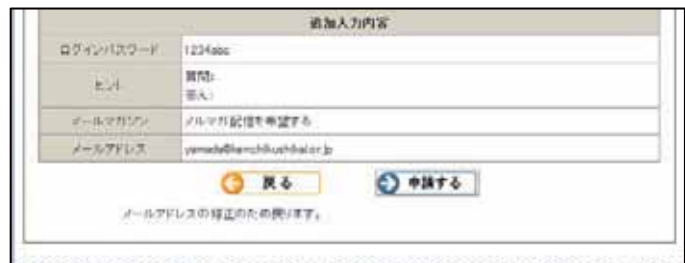 追加入力内容
ログインパスワード 1234abc
ヒント 質問:
答え:
メールマガジン メルマガ配信を希望する
メールアドレス yamada@kenchikushikai.or.jp
戻る 申請する
メールアドレスの修正のため戻ります。